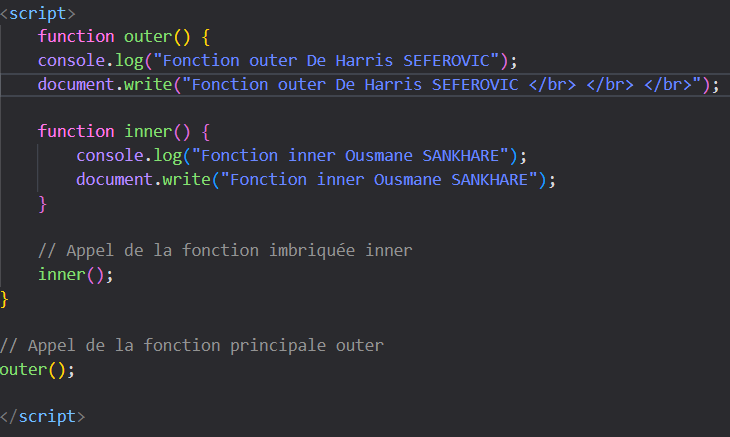 <script>
function outer() {
console.log("Fonction outer De Harris SEFEROVIC");
document.write("Fonction outer De Harris SEFEROVIC </br> </br> </br>");
function inner() {
console.log("Fonction inner Ousmane SANKHARE");
document.write("Fonction inner Ousmane SANKHARE");
}
// Appel de la fonction imbriquée inner
inner();
}
// Appel de la fonction principale outer
outer();
</script>